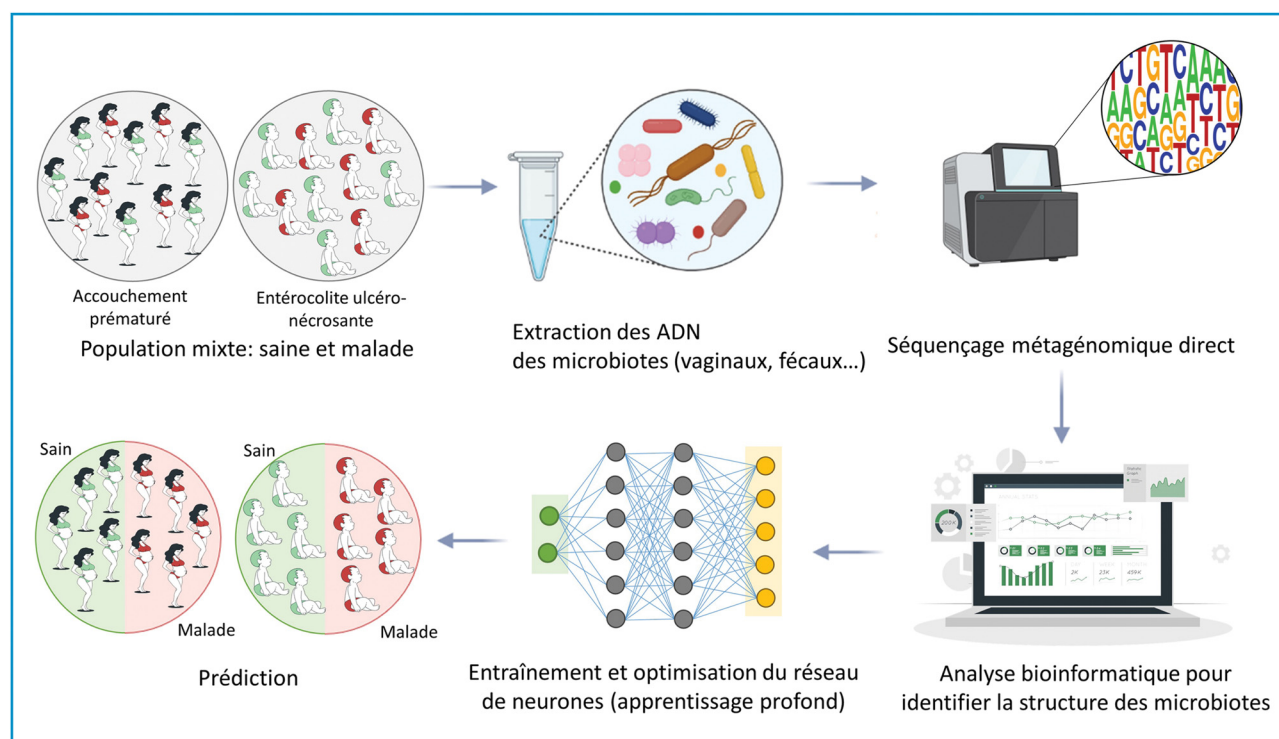 Accouchement
prématuré
Entérocolite ulcéro-
nécrosante
Population mixte: saine et malade
Extraction des ADN
des microbiotes (vaginaux, fécaux…)
TCTGTCAAAC
Séquençage métagénomique direct
Analyse bioinformatique pour
identifier la structure des microbiotes
Entraînement et optimisation du réseau
de neurones (apprentissage profond)
Sain
Malade
Sain
Malade
Prédiction